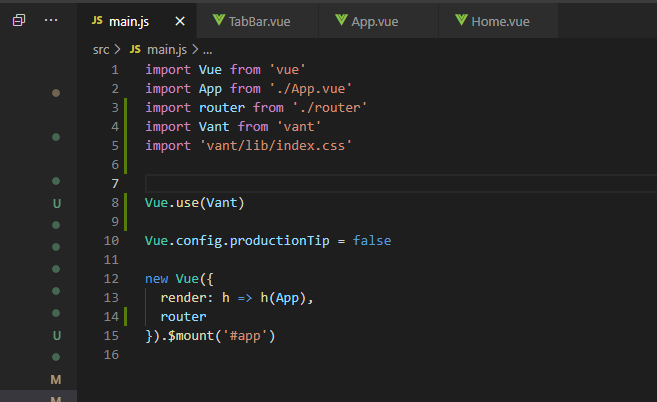 JS main.js
TabBar.vue
App.vue
Home.vue
src > JS main.js > ...
1 import Vue from 'vue'
2 import App from './App.vue'
3 import router from './router'
4 import Vant from 'vant'
5 import 'vant/lib/index.css'
6
7
8 Vue.use(Vant)
9
10 Vue.config.productionTip = false
11
12 new Vue({
13   render: h => h(App),
14   router
15 }).$mount('#app')
16
U
U
M
M